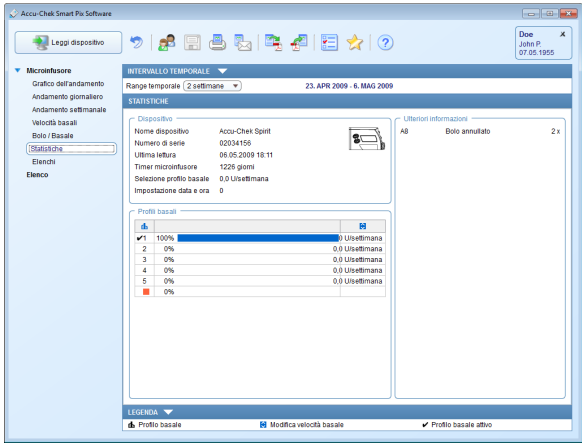 Accu-Chek Smart Pix Software
Leggi dispositivo
Doe x
John P.
07.05.1955
Microinfusore
Grafico dell'andamento
Andamento giornaliero
Andamento settimanale
Velocità basali
Bolo / Basale
Statistiche
Elenchi
Elenco
INTERVALLO TEMPORALE
Range temporale 2 settimane 23. APR 2009 - 6. MAG 2009
STATISTICHE
Dispositivo
Nome dispositivo Accu-Chek Spirit
Numero di serie 02034156
Ultima lettura 06.05.2009 18:11
Timer microinfusore 1226 giorni
Selezione profilo basale 0,0 U/settimana
Impostazione data e ora 0
Ulteriori informazioni
A8 Bolo annullato 2 x
Profili basali
1 100% 0 U/settimana
2 0% 0,0 U/settimana
3 0% 0,0 U/settimana
4 0% 0,0 U/settimana
5 0% 0,0 U/settimana
0%
LEGENDA
Profilo basale Modifica velocità basale Profilo basale attivo